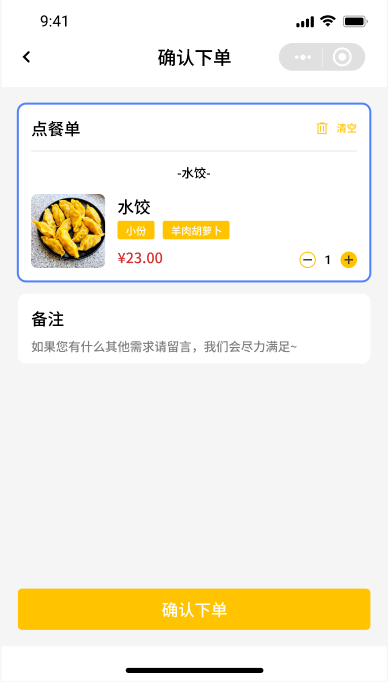 9:41
确认下单
点餐单
清空
-水饺-
水饺
小份 羊肉胡萝卜
¥23.00
1
备注
如果您有什么其他需求请留言，我们会尽力满足~
确认下单